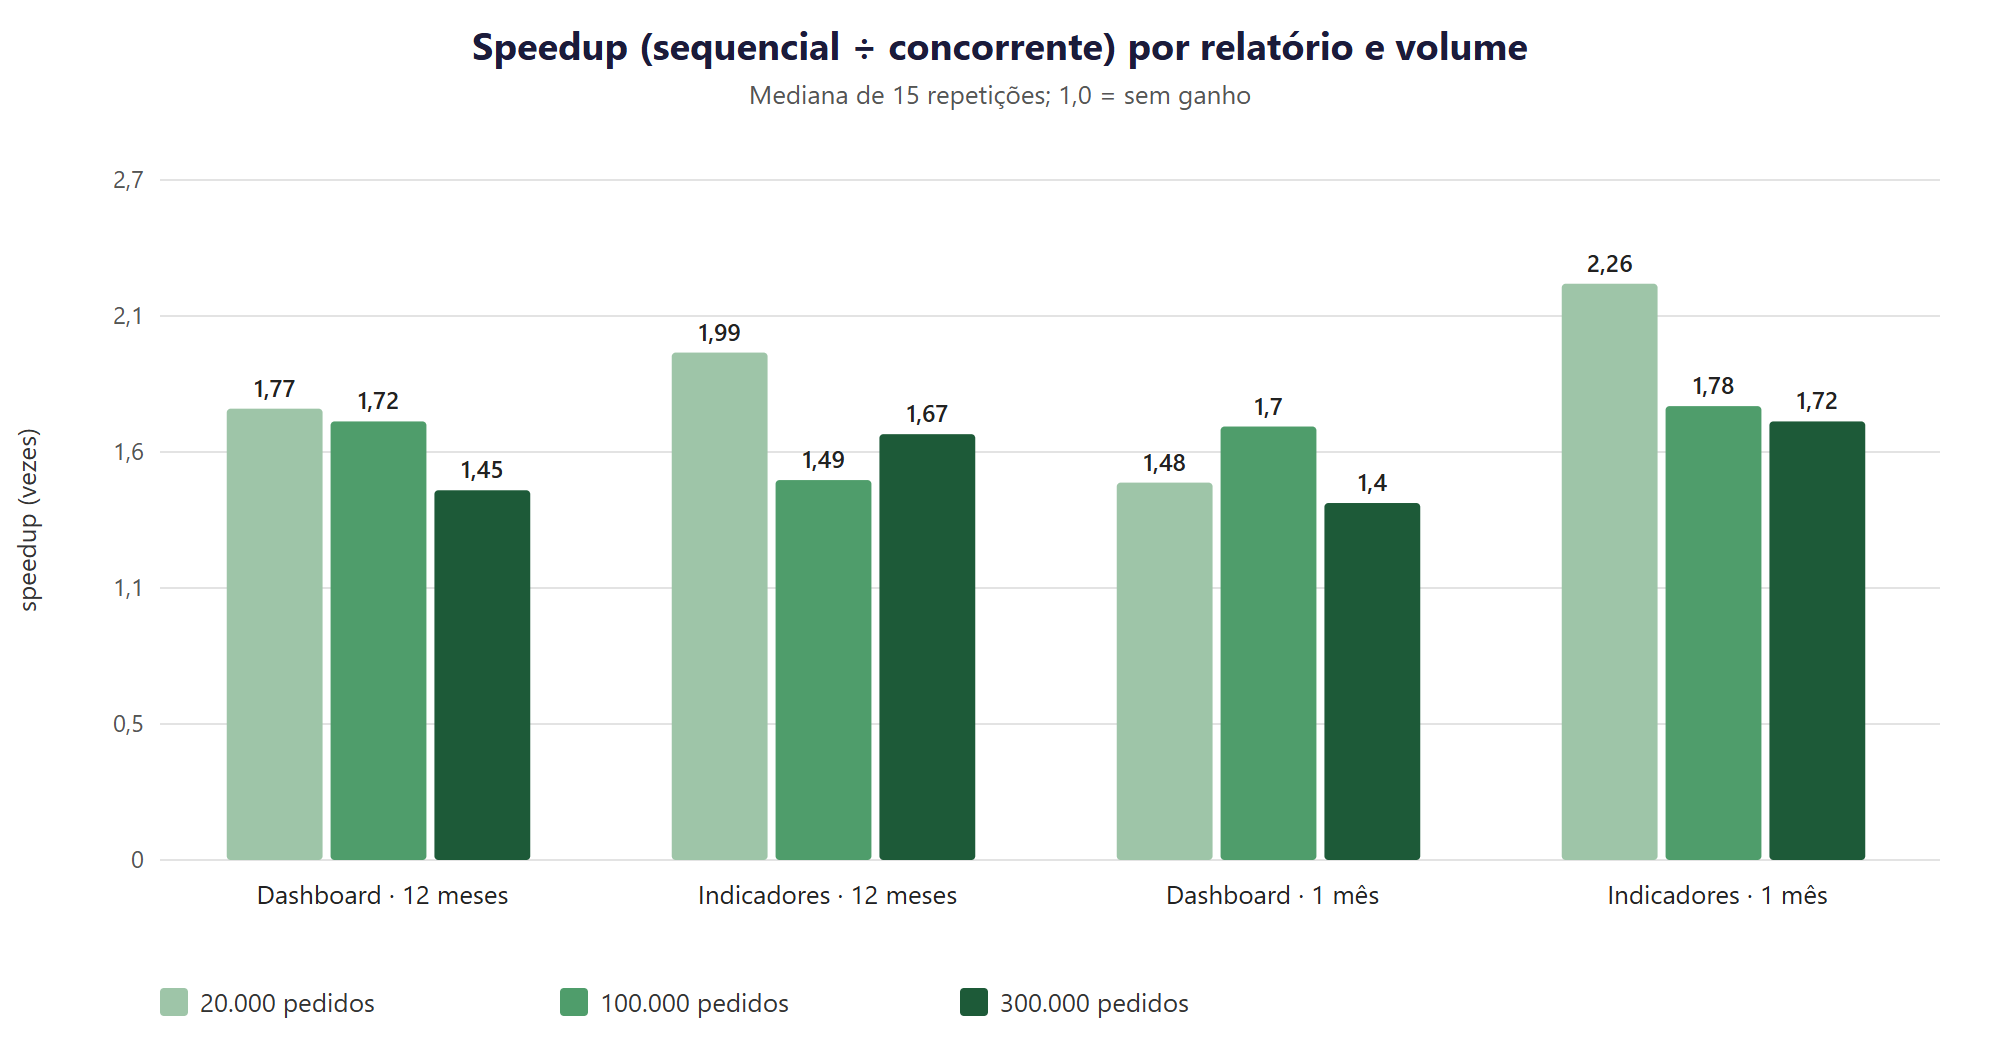 Speedup (sequencial ÷ concorrente) por relatório e volume
Mediana de 15 repetições; 1,0 = sem ganho
speedup (vezes)
2,7
2,1
1,6
1,1
0,5
0
1,77
1,72
1,45
1,99
1,49
1,67
1,48
1,7
1,4
2,26
1,78
1,72
Dashboard · 12 meses
Indicadores · 12 meses
Dashboard · 1 mês
Indicadores · 1 mês
20.000 pedidos
100.000 pedidos
300.000 pedidos